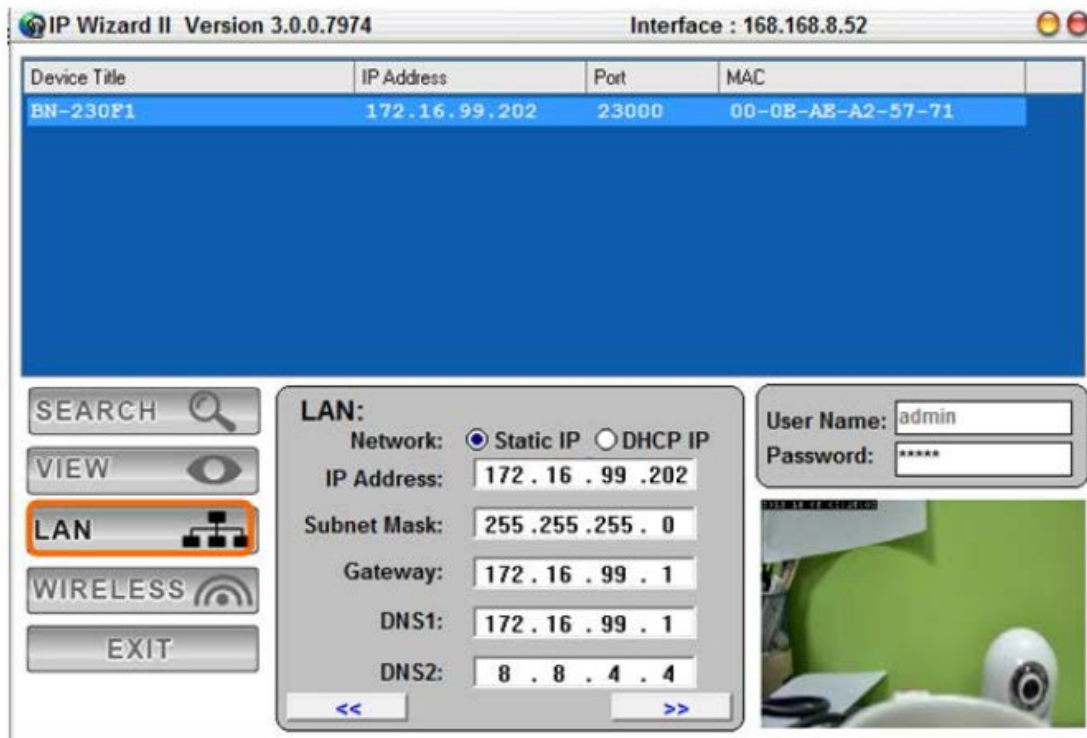 IP Wizard II Version 3.0.0.7974 Interface : 168.168.8.52
Device Title IP Address Port MAC
BN-230F1 172.16.99.202 23000 00-0E-AE-A2-57-71
SEARCH
VIEW
LAN
WIRELESS
EXIT
LAN:
Network: Static IP DHCP IP
IP Address: 172 . 16 . 99 .202
Subnet Mask: 255 .255 .255 . 0
Gateway: 172 . 16 . 99 . 1
DNS1: 172 . 16 . 99 . 1
DNS2: 8 . 8 . 4 . 4
<< >>
User Name: admin
Password: *****